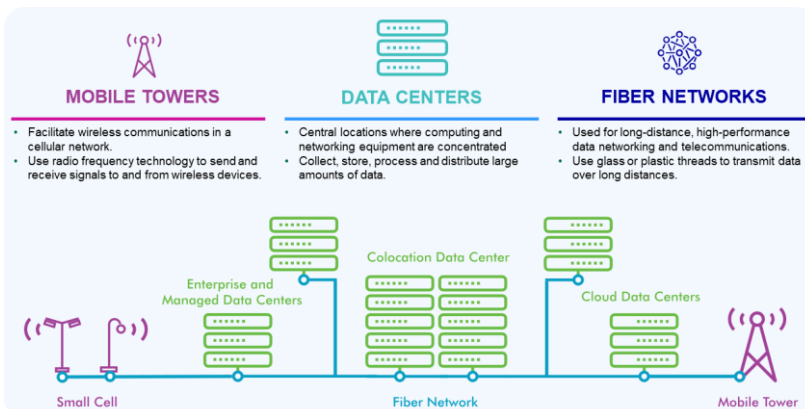 MOBILE TOWERS
• Facilitate wireless communications in a
cellular network.
• Use radio frequency technology to send and
receive signals to and from wireless devices.
DATA CENTERS
• Central locations where computing and
networking equipment are concentrated
• Collect, store, process and distribute large
amounts of data.
FIBER NETWORKS
• Used for long-distance, high-performance
data networking and telecommunications.
• Use glass or plastic threads to transmit data
over long distances.
Enterprise and
Managed Data Centers
Colocation Data Center
Cloud Data Centers
Small Cell
Fiber Network
Mobile Tower